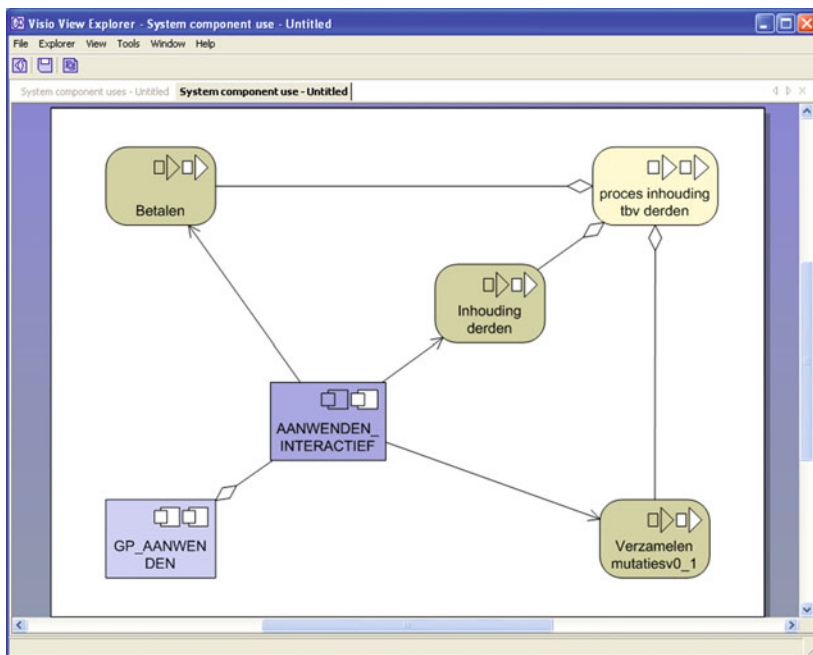 Visio View Explorer - System component use - Untitled
File Explorer View Tools Window Help
System component uses - Untitled System component use - Untitled
Betalen
proces inhouding
tbv derden
Inhouding
derden
AANWENDEN_
INTERACTIEF
GP_AANWEN
DEN
Verzamelen
mutatiesv0_1